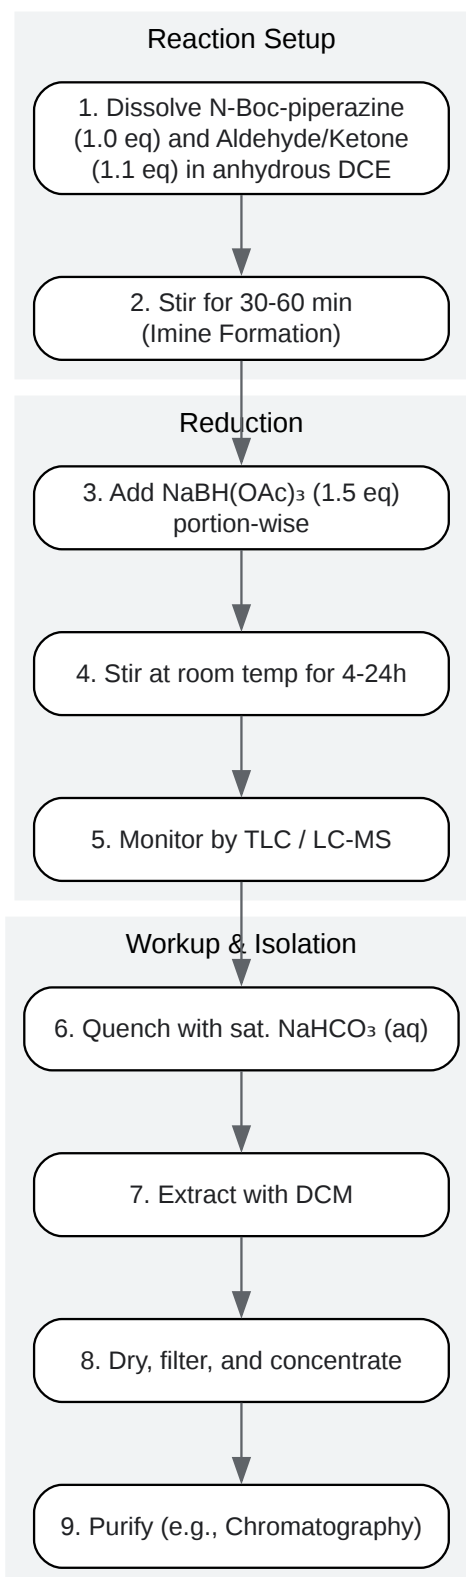 Reaction Setup
1. Dissolve N-Boc-piperazine
(1.0 eq) and Aldehyde/Ketone
(1.1 eq) in anhydrous DCE
2. Stir for 30-60 min
(Imine Formation)
Reduction
3. Add NaBH(OAc)₃ (1.5 eq)
portion-wise
4. Stir at room temp for 4-24h
5. Monitor by TLC / LC-MS
Workup & Isolation
6. Quench with sat. NaHCO₃ (aq)
7. Extract with DCM
8. Dry, filter, and concentrate
9. Purify (e.g., Chromatography)